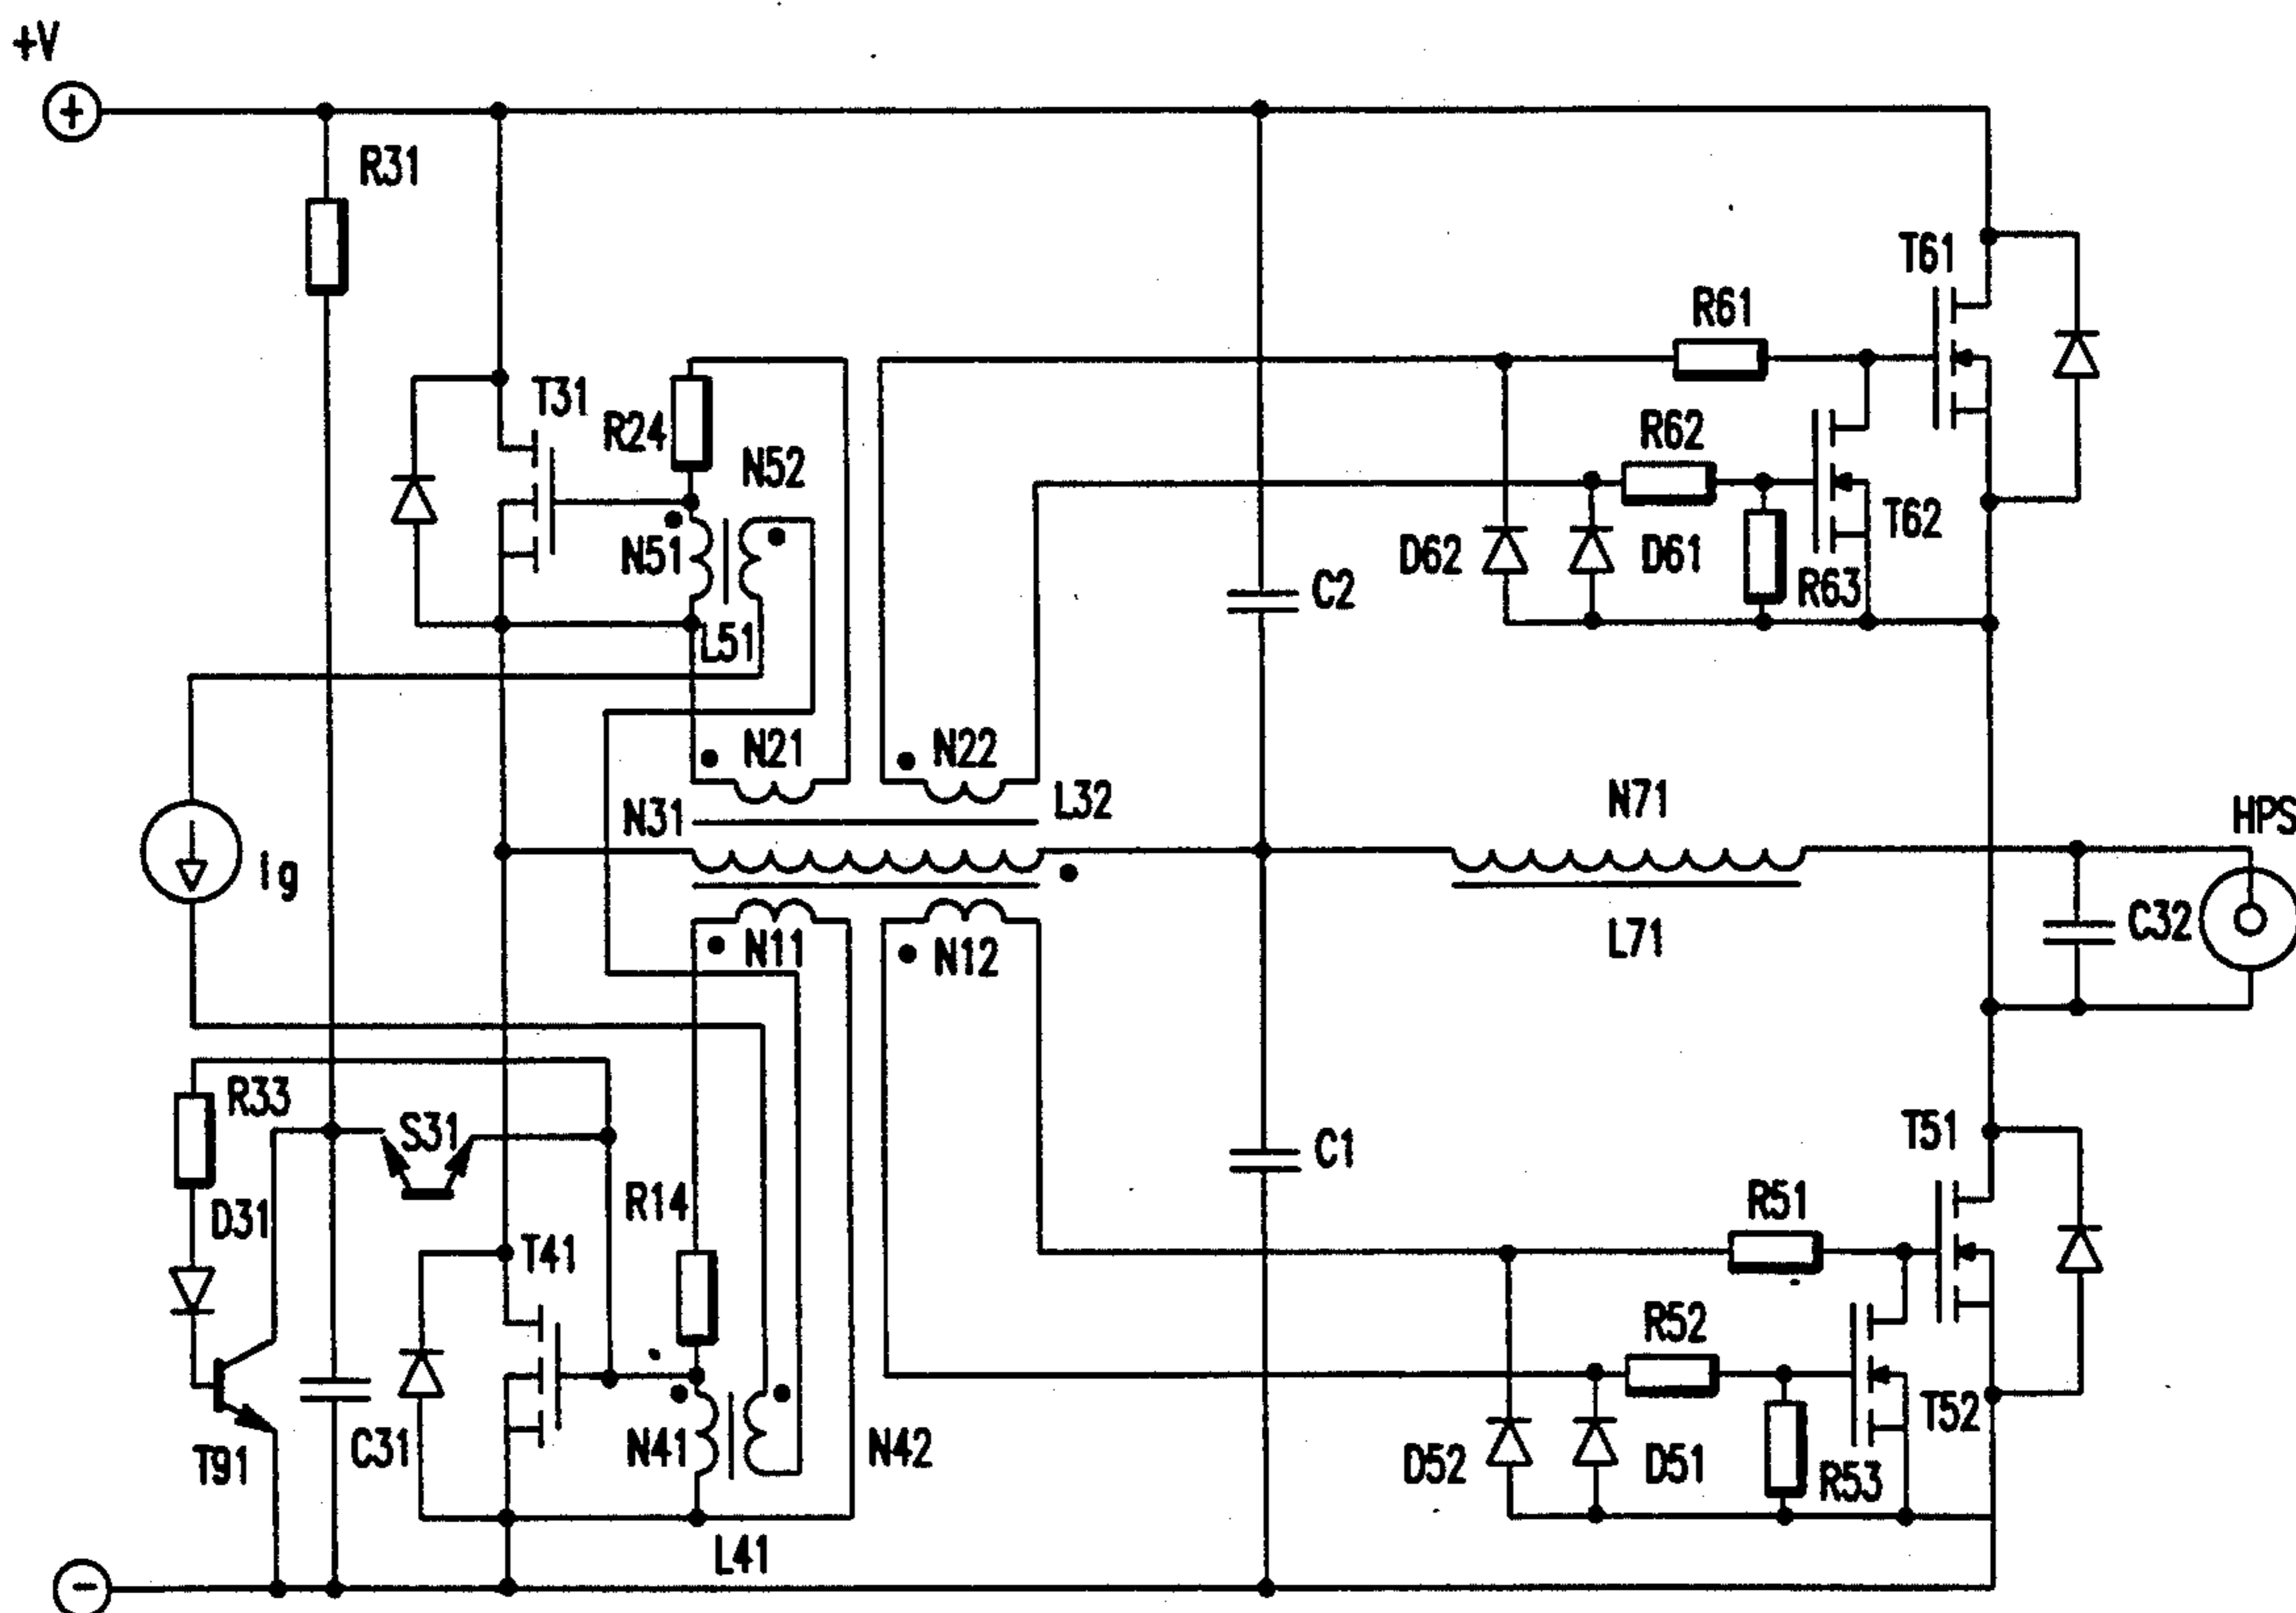 +V
+
R31
T61
R61
T31
R24
R62
N52
T62
N51
D62
D61
R63
C2
L51
N21
N22
N31
L32
N71
HPS
Ig
C32
N11
N12
L71
R33
S31
T51
C1
R14
R51
D31
T41
R52
T52
T91
C31
N41
N42
D52
D51
R53
L41
-